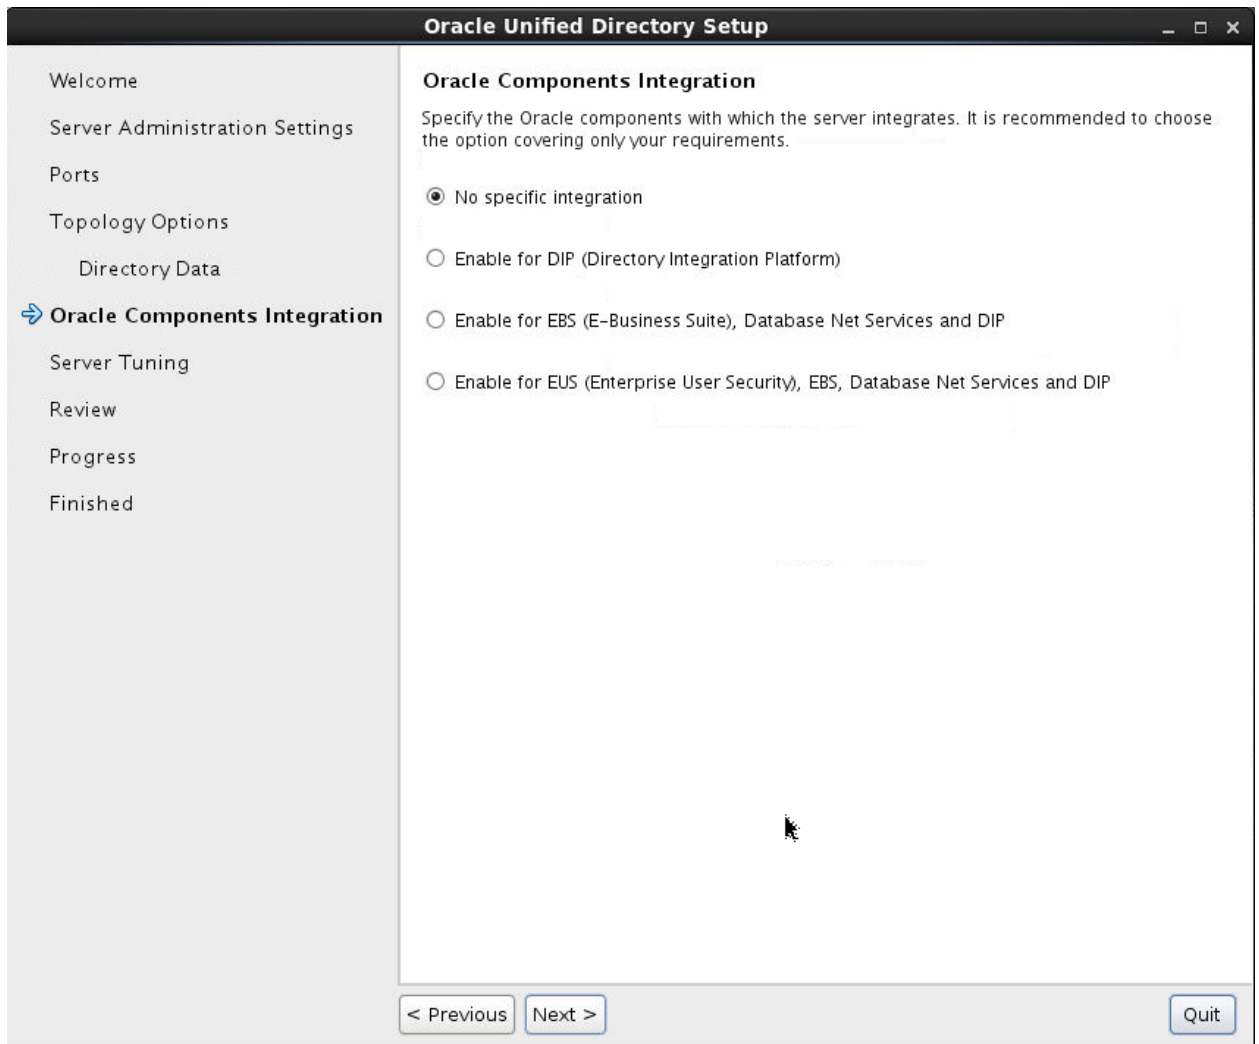 Oracle Unified Directory Setup
Welcome
Server Administration Settings
Ports
Topology Options
Directory Data
Oracle Components Integration
Server Tuning
Review
Progress
Finished
Oracle Components Integration
Specify the Oracle components with which the server integrates. It is recommended to choose
the option covering only your requirements.
No specific integration
Enable for DIP (Directory Integration Platform)
Enable for EBS (E-Business Suite), Database Net Services and DIP
Enable for EUS (Enterprise User Security), EBS, Database Net Services and DIP
< Previous
Next >
Quit